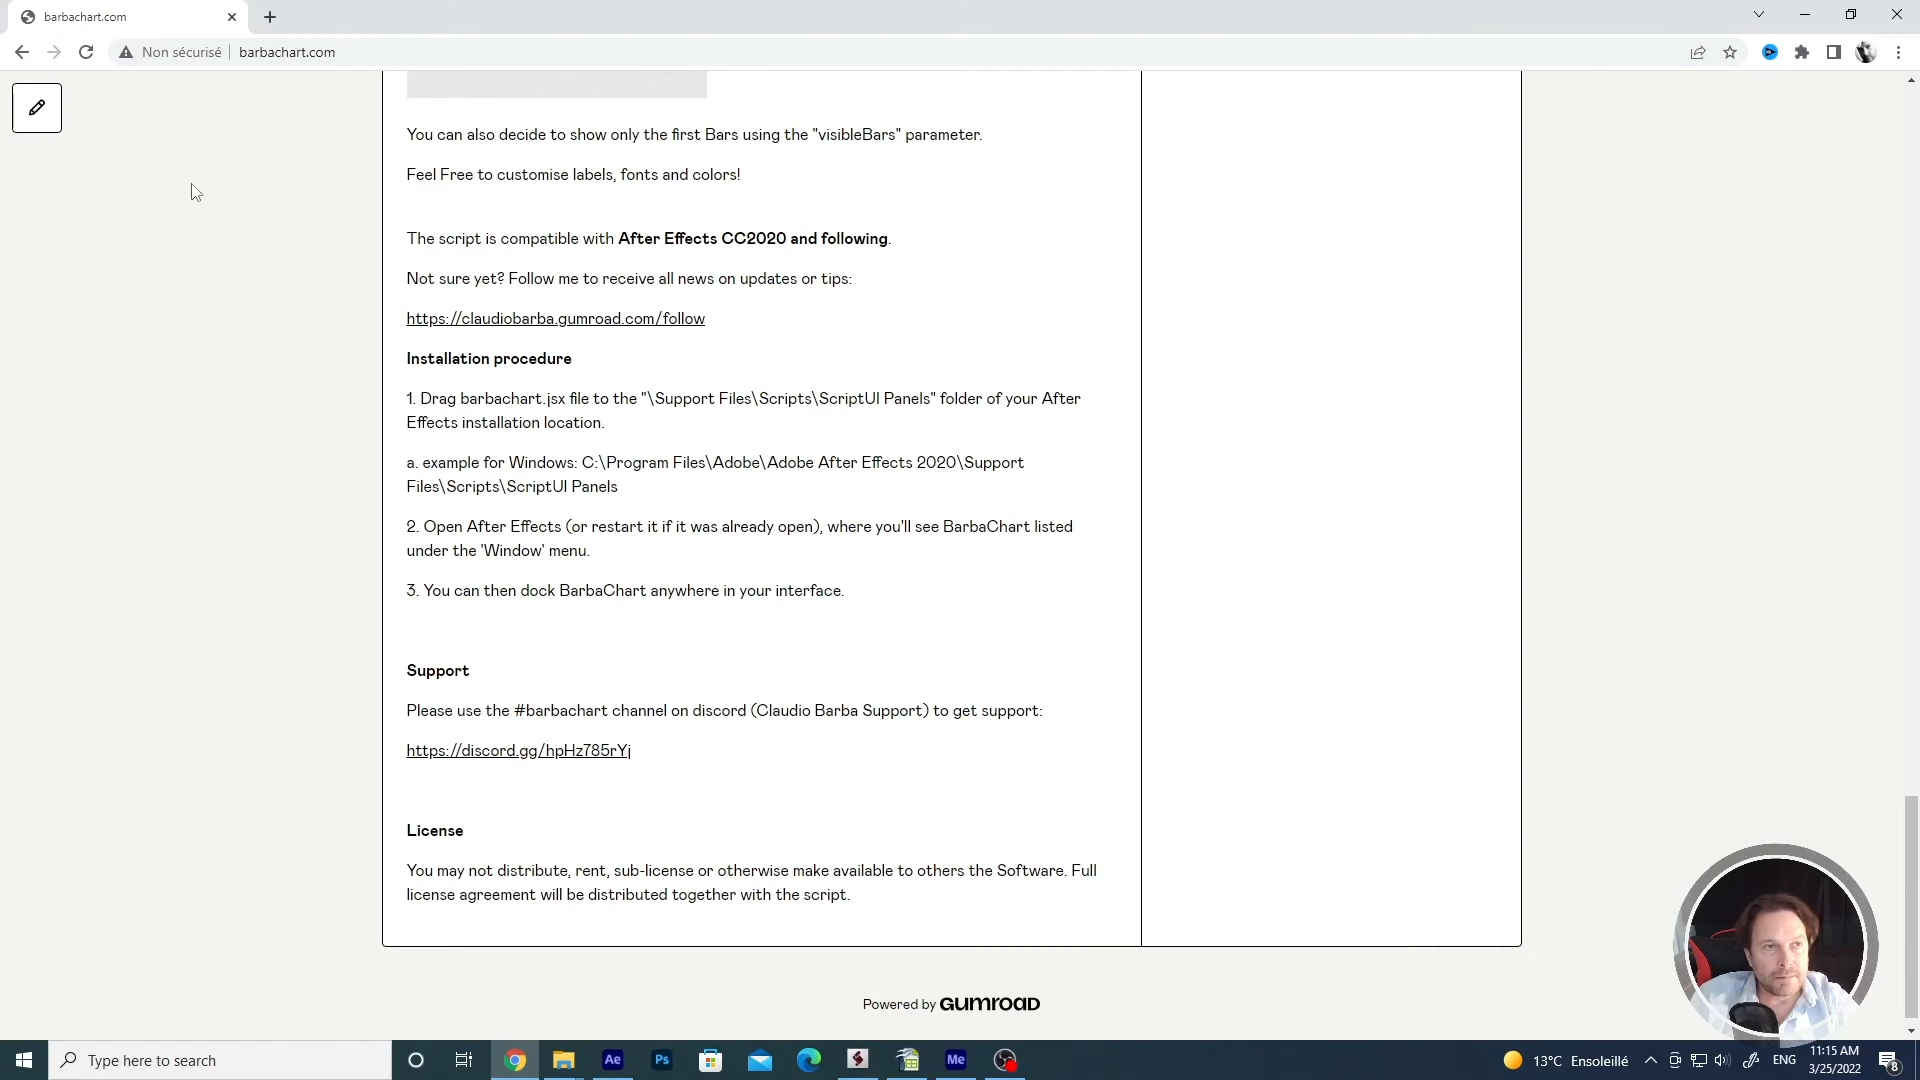 barbachart.com
Non sécurisé
barbachart.com
You can also decide to show only the first Bars using the "visibleBars" parameter.
Feel Free to customise labels, fonts and colors!
The script is compatible with After Effects CC2020 and following.
Not sure yet? Follow me to receive all news on updates or tips:
https://claudiobarba.gumroad.com/follow
Installation procedure
1. Drag barbachart.jsx file to the "\Support Files\Scripts\ScriptUI Panels" folder of your After
Effects installation location.
a. example for Windows: C:\Program Files\Adobe\Adobe After Effects 2020\Support
Files\Scripts\ScriptUI Panels
2. Open After Effects (or restart it if it was already open), where you'll see BarbaChart listed
under the 'Window' menu.
3. You can then dock BarbaChart anywhere in your interface.
Support
Please use the #barbachart channel on discord (Claudio Barba Support) to get support:
https://discord.gg/hpHz785rYj
License
You may not distribute, rent, sub-license or otherwise make available to others the Software. Full
license agreement will be distributed together with the script.
Powered by GUMROAD
Type here to search
Ae
Ps
Me
13°C Ensoleillé
ENG
11:15 AM
3/25/2022
8